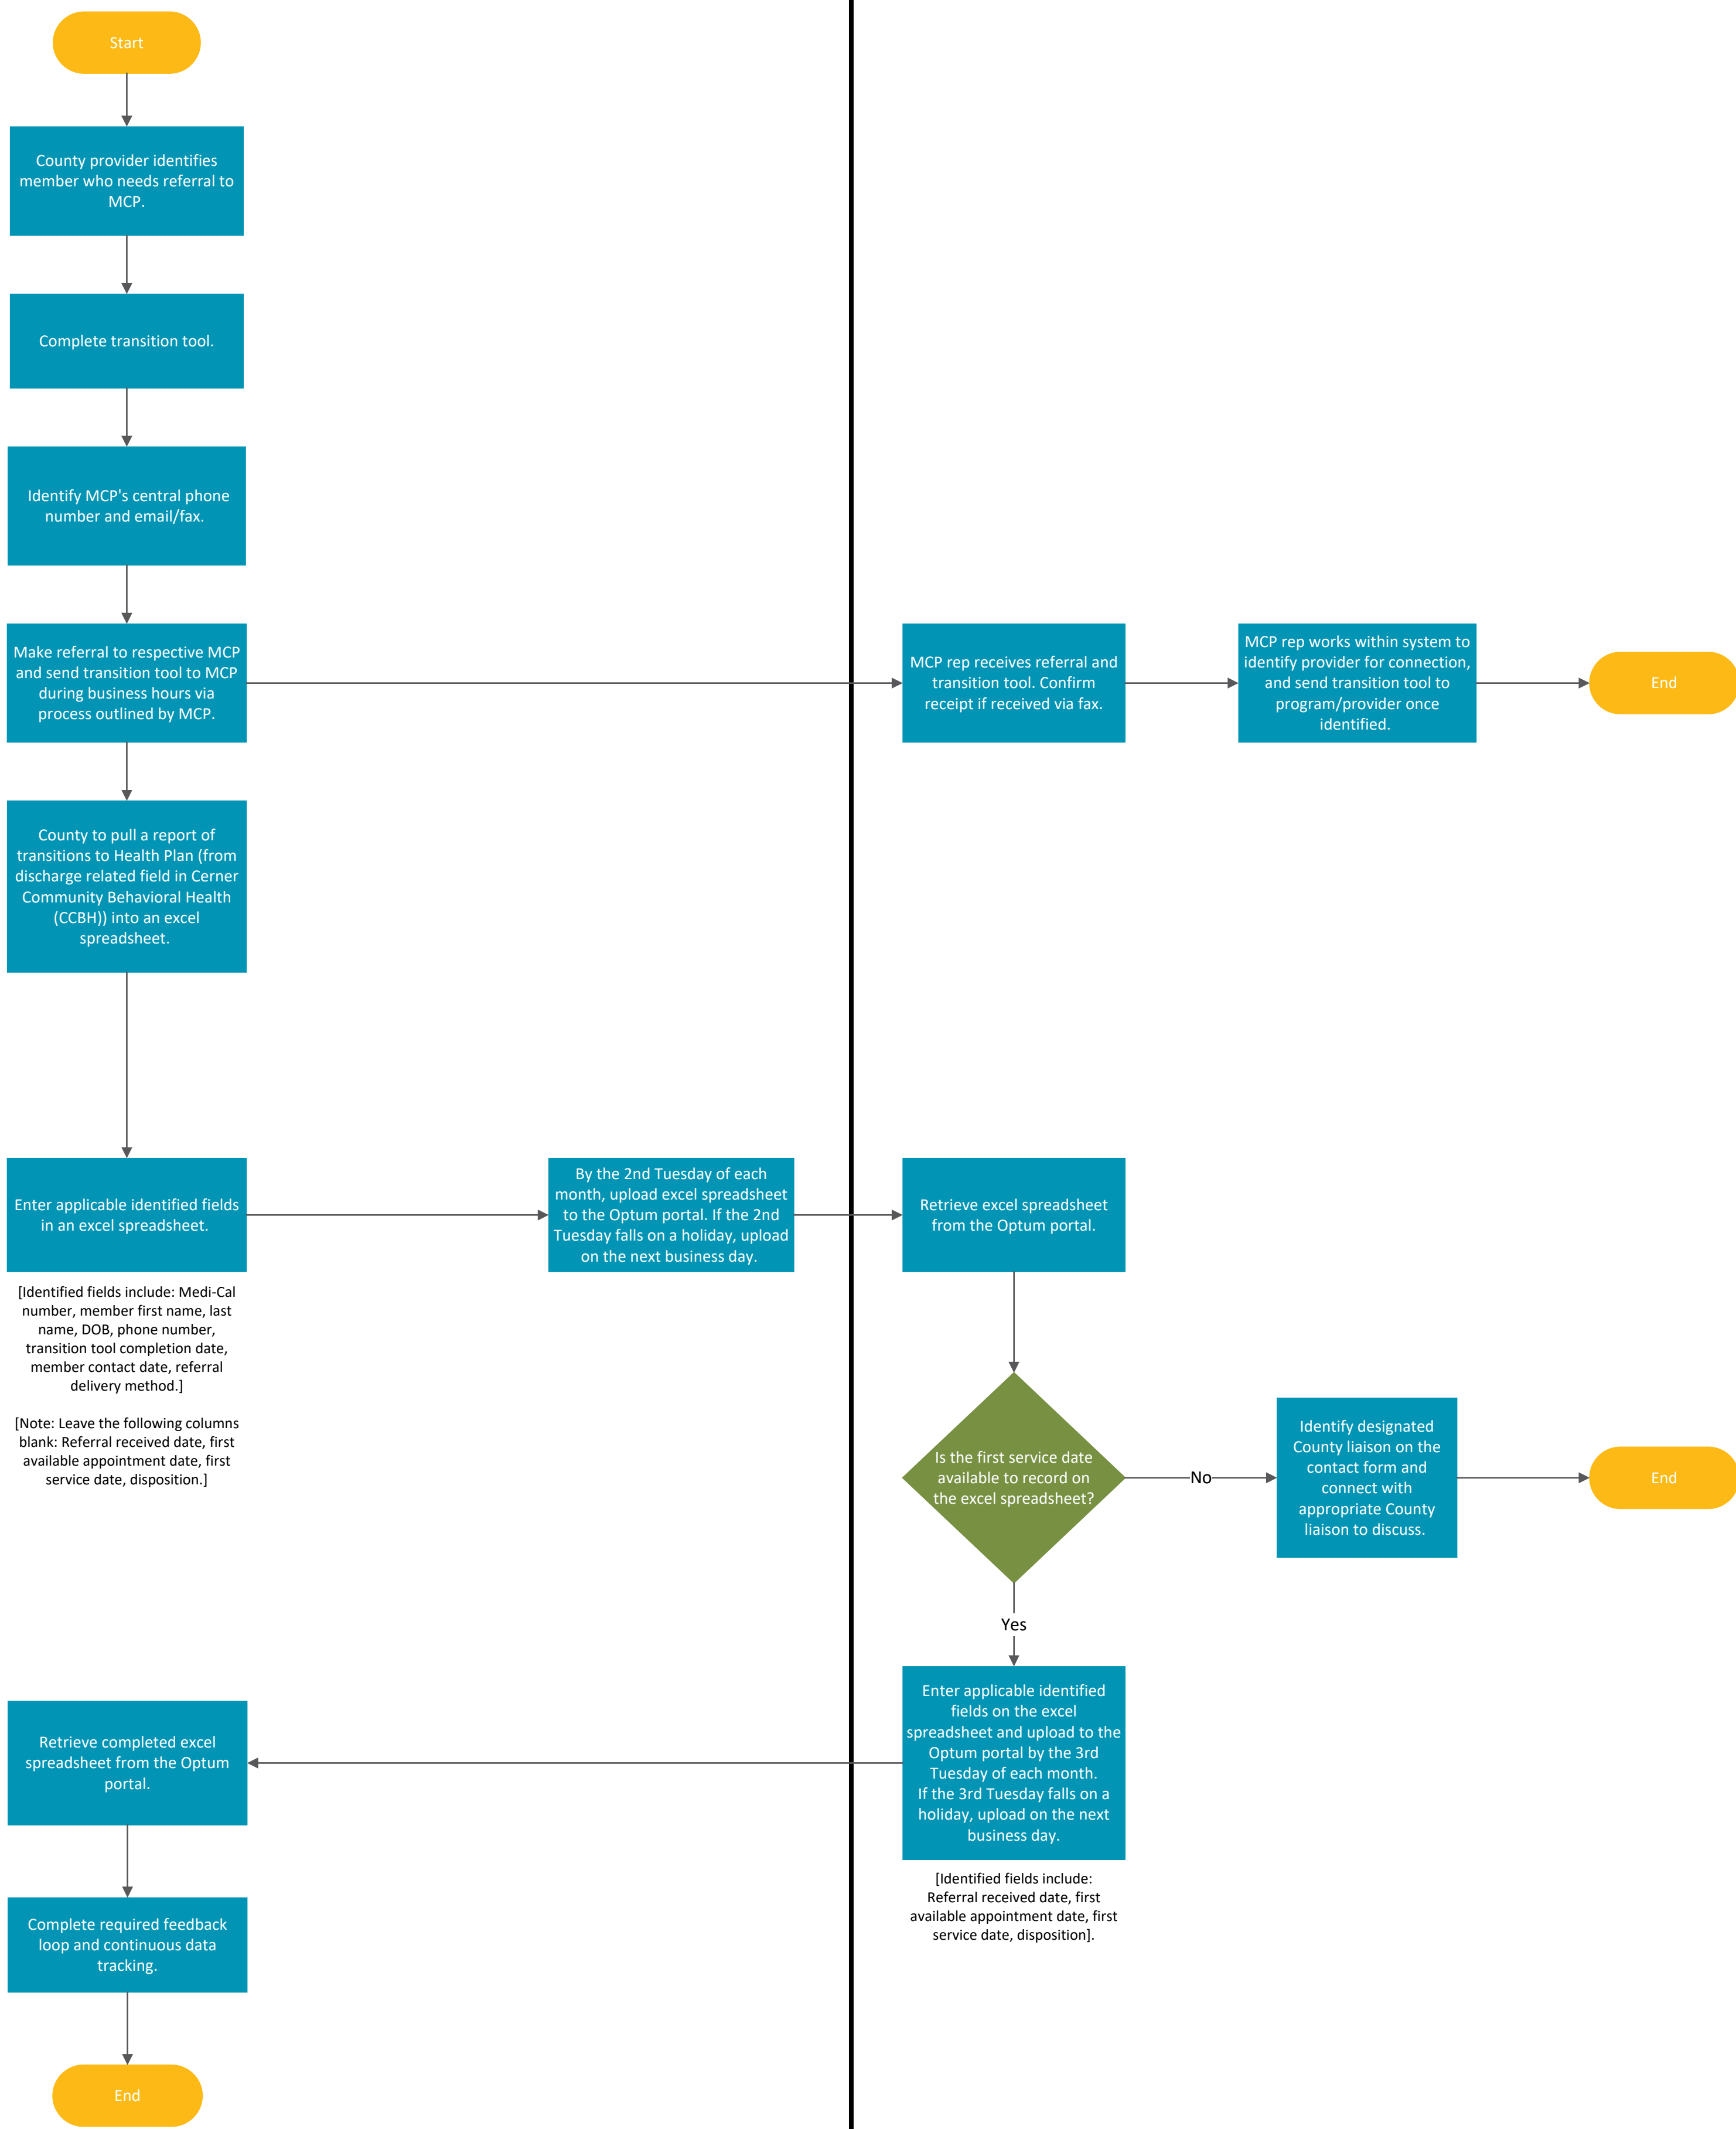 Start
County provider identifies
member who needs referral to
MCP.
Complete transition tool.
Identify MCP's central phone
number and email/fax.
Make referral to respective MCP
and send transition tool to MCP
during business hours via
process outlined by MCP.
MCP rep receives referral and
transition tool. Confirm
receipt if received via fax.
MCP rep works within system to
identify provider for connection,
and send transition tool to
program/provider once
identified.
End
County to pull a report of
transitions to Health Plan (from
discharge related field in Cerner
Community Behavioral Health
(CCBH)) into an excel
spreadsheet.
Enter applicable identified fields
in an excel spreadsheet.
[Identified fields include: Medi-Cal
number, member first name, last
name, DOB, phone number,
transition tool completion date,
member contact date, referral
delivery method.]
[Note: Leave the following columns
blank: Referral received date, first
available appointment date, first
service date, disposition.]
By the 2nd Tuesday of each
month, upload excel spreadsheet
to the Optum portal. If the 2nd
Tuesday falls on a holiday, upload
on the next business day.
Retrieve excel spreadsheet
from the Optum portal.
Is the first service date
available to record on
the excel spreadsheet?
No
Identify designated
County liaison on the
contact form and
connect with
appropriate County
liaison to discuss.
End
Yes
Enter applicable identified
fields on the excel
spreadsheet and upload to the
Optum portal by the 3rd
Tuesday of each month.
If the 3rd Tuesday falls on a
holiday, upload on the next
business day.
[Identified fields include:
Referral received date, first
available appointment date, first
service date, disposition].
Retrieve completed excel
spreadsheet from the Optum
portal.
Complete required feedback
loop and continuous data
tracking.
End